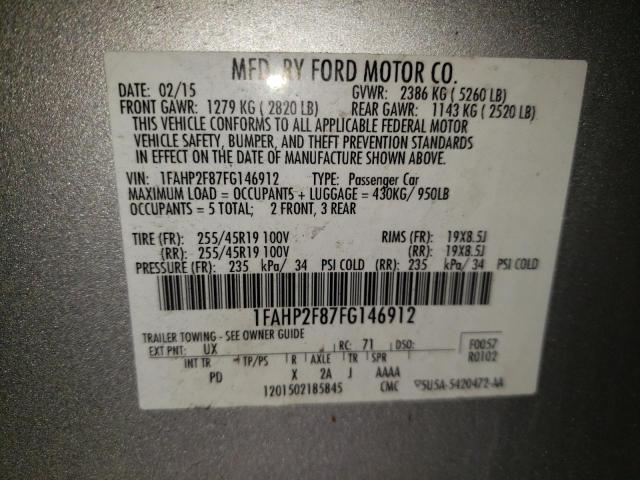 MFD. BY FORD MOTOR CO.
DATE: 02/15 GVWR: 2386 KG ( 5260 LB)
FRONT GAWR: 1279 KG ( 2820 LB) REAR GAWR: 1143 KG ( 2520 LB)
THIS VEHICLE CONFORMS TO ALL APPLICABLE FEDERAL MOTOR
VEHICLE SAFETY, BUMPER, AND THEFT PREVENTION STANDARDS
IN EFFECT ON THE DATE OF MANUFACTURE SHOWN ABOVE.
VIN: 1FAHP2F87FG146912 TYPE: Passenger Car
MAXIMUM LOAD = OCCUPANTS + LUGGAGE = 430KG/ 950LB
OCCUPANTS = 5 TOTAL; 2 FRONT, 3 REAR
TIRE (FR): 255/45R19 100V RIMS (FR): 19X8.5J
(RR): 255/45R19 100V (RR): 19X8.5J
PRESSURE (FR): 235 kPa/ 34 PSI COLD (RR): 235 kPa/ 34 PSI COLD
1FAHP2F87FG146912
TRAILER TOWING - SEE OWNER GUIDE
EXT PNT: UX RC: 71 DSO: F0057
INT TR TP/PS R AXLE TR SPR R0102
PD X 2A J AAAA
1201502185845 CMC 5U5A-5420472-AA